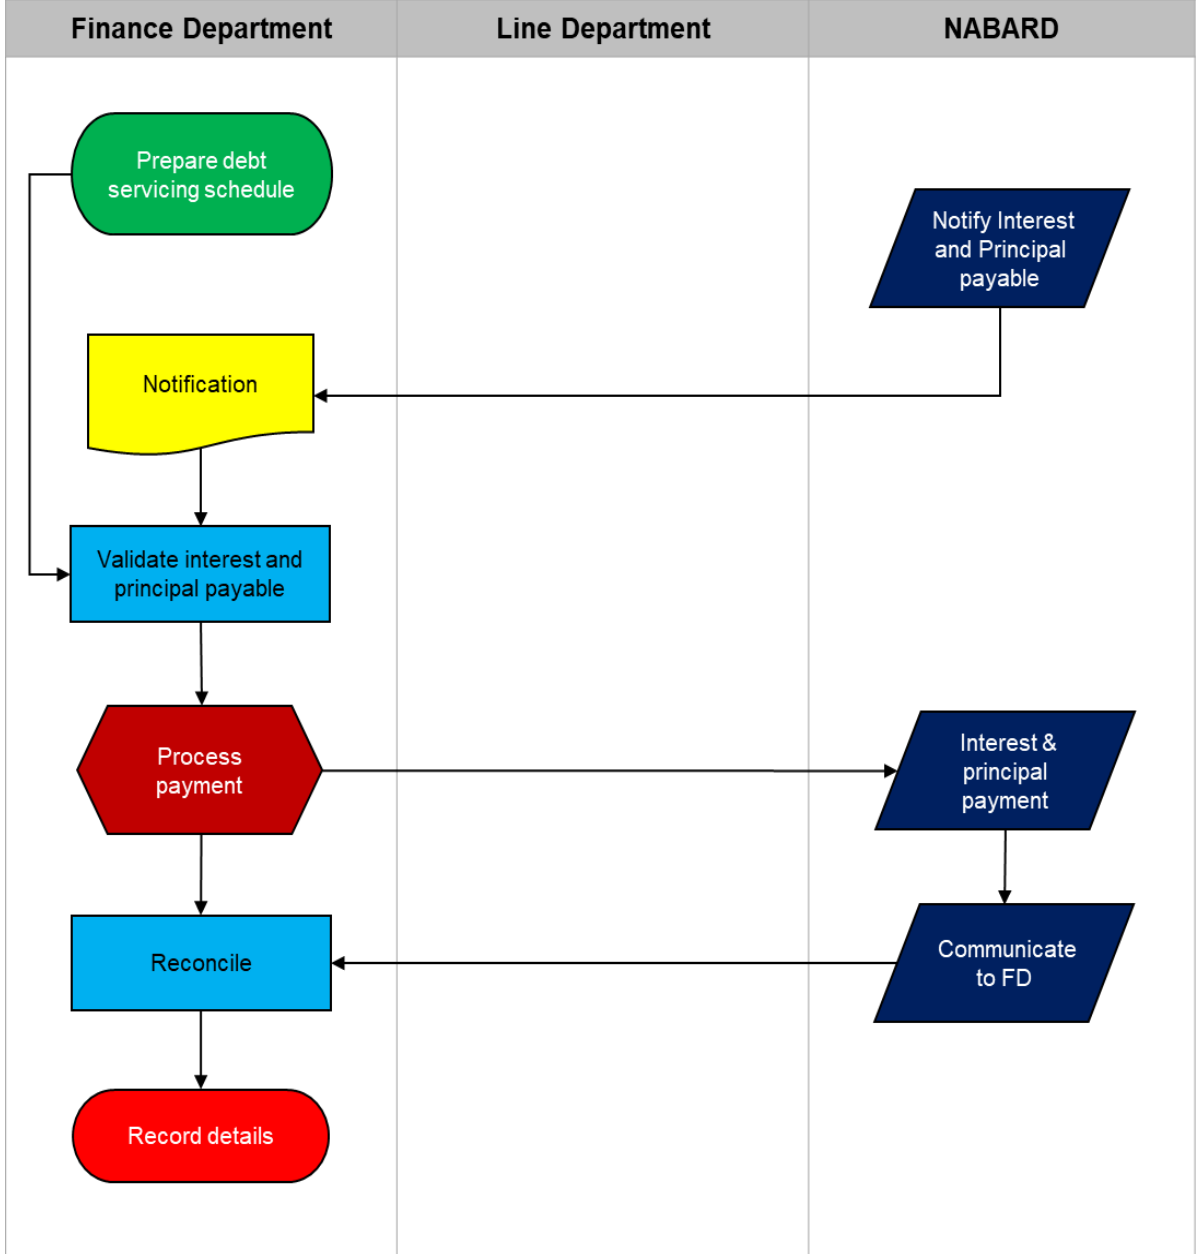 Finance Department
Line Department
NABARD
Prepare debt
servicing schedule
Notify Interest
and Principal
payable
Notification
Validate interest and
principal payable
Process
payment
Interest &
principal
payment
Reconcile
Communicate
to FD
Record details